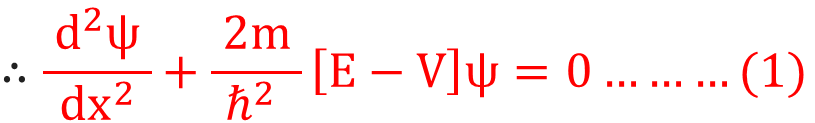 ∴ d²ψ/dx² + 2m/ℏ² [E − V]ψ = 0 … … … (1)